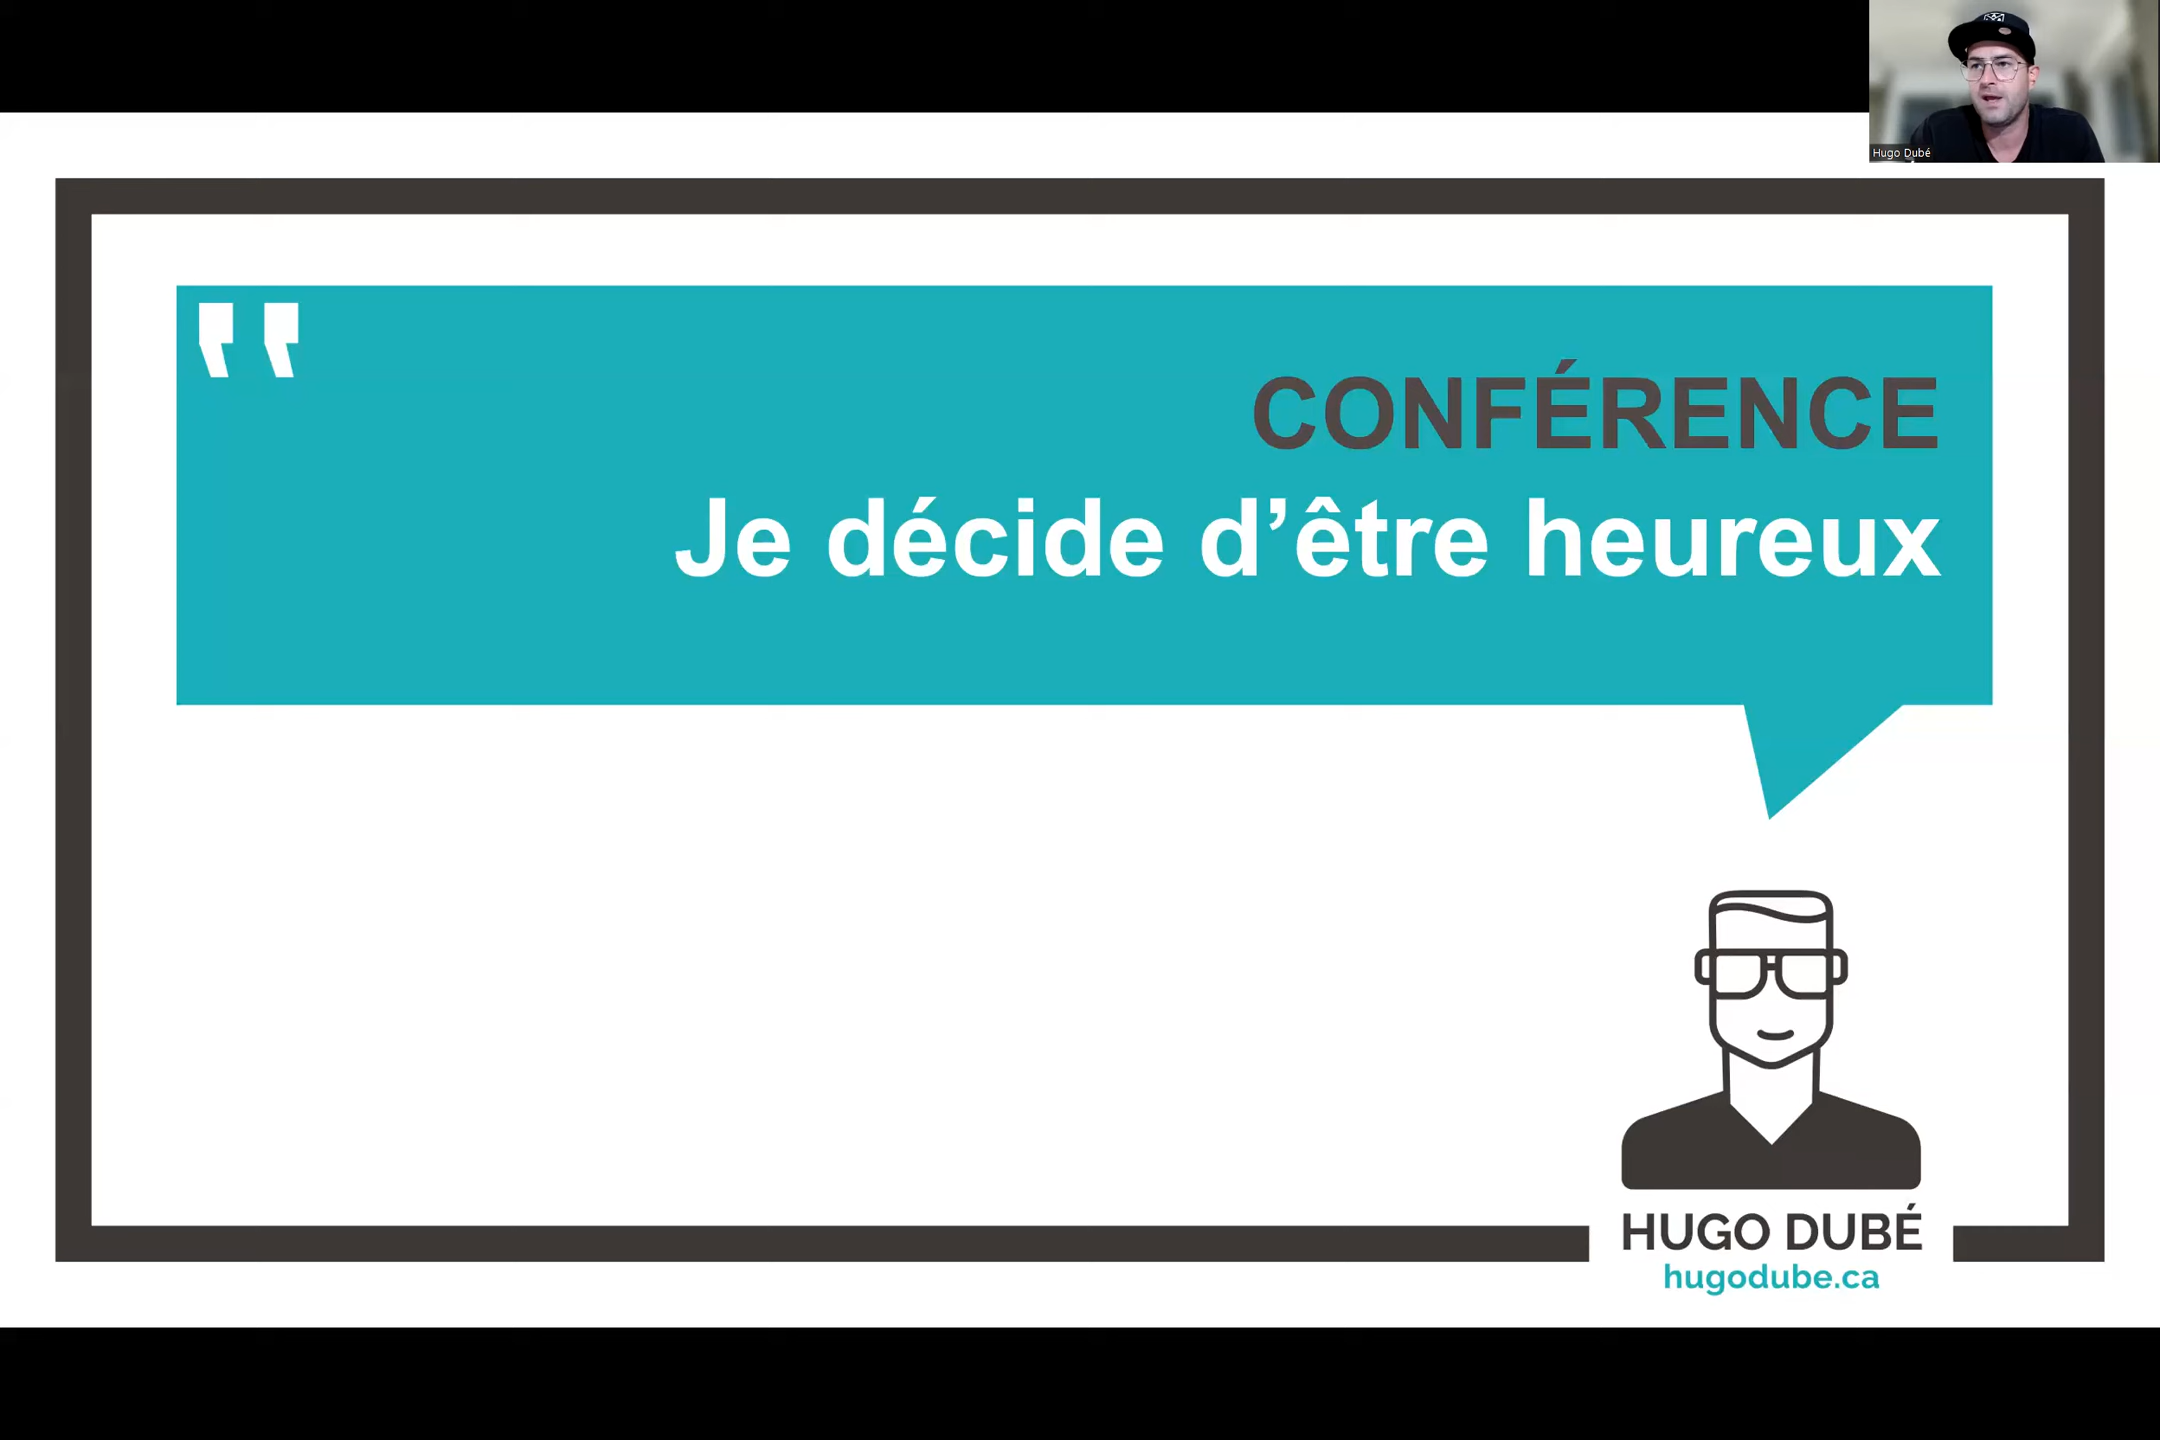 Hugo Dubé
CONFÉRENCE
Je décide d’être heureux
HUGO DUBÉ
hugodube.ca